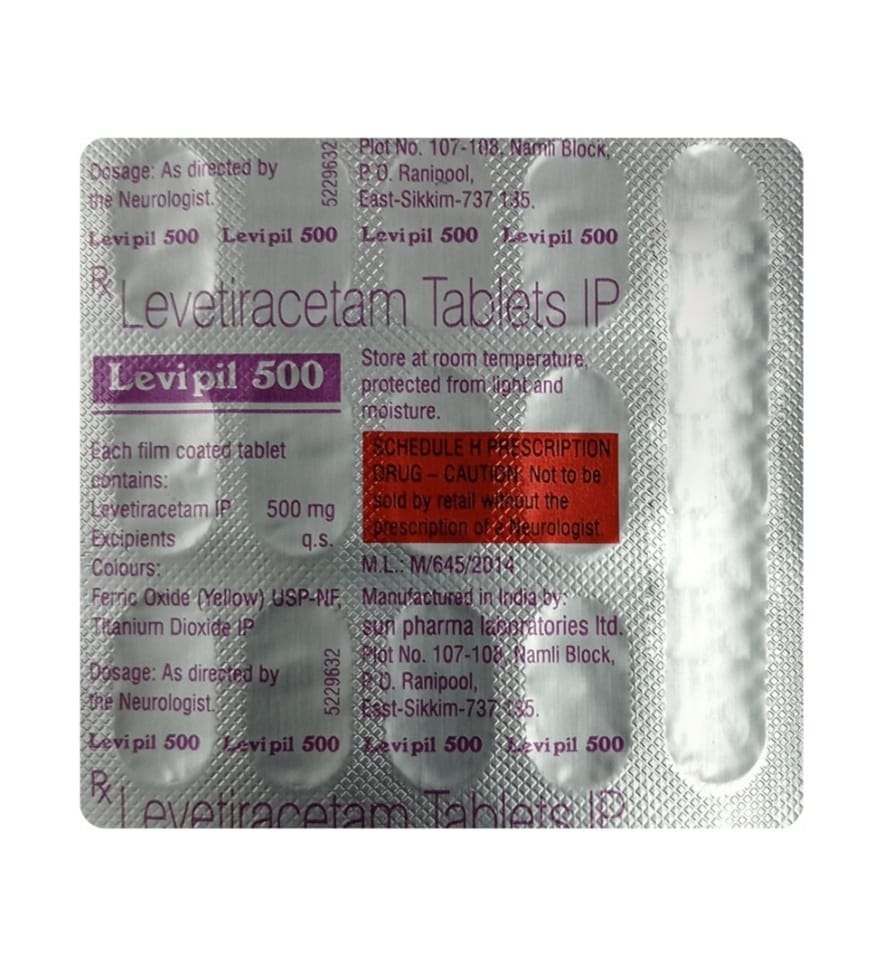 Dosage: As directed by
the Neurologist.
5229632
Plot No. 107-108, Namli Block,
P.O. Ranipool,
East-Sikkim-737 135.
Levipil 500 Levipil 500 Levipil 500 Levipil 500
Rx Levetiracetam Tablets IP
Levipil 500
Each film coated tablet
contains:
Levetiracetam IP 500 mg
Excipients q.s.
Colours:
Ferric Oxide (Yellow) USP-NF,
Titanium Dioxide IP
Dosage: As directed by
the Neurologist.
5229632
Store at room temperature,
protected from light and
moisture.
SCHEDULE H PRESCRIPTION
DRUG – CAUTION: Not to be
sold by retail without the
prescription of a Neurologist.
M.L.: M/645/2014
Manufactured in India by:
sun pharma laboratories ltd.
Plot No. 107-108, Namli Block,
P.O. Ranipool,
East-Sikkim-737 135.
Levipil 500 Levipil 500 Levipil 500 Levipil 500
Rx Levetiracetam Tablets IP